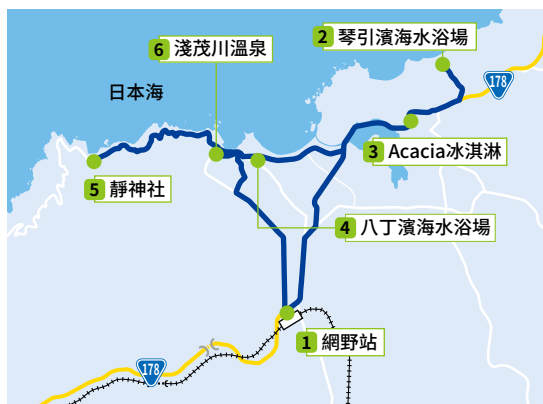 2 琴引濱海水浴場
6 淺茂川溫泉
178
日本海
3 Acacia冰淇淋
5 靜神社
4 八丁濱海水浴場
1 網野站
178